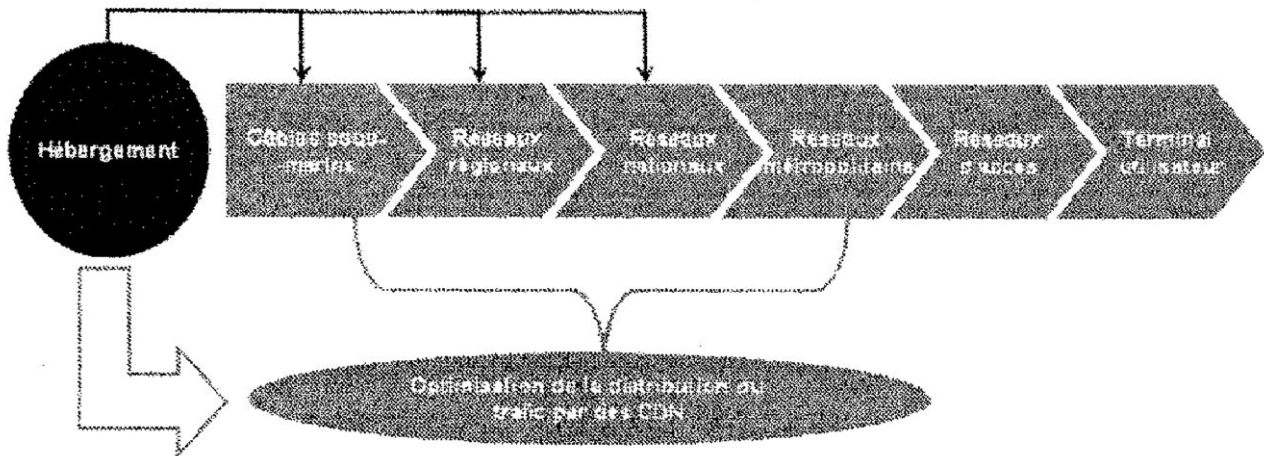 Hébergement
Câbles sous-
marins
Réseaux
régionaux
Réseaux
nationaux
Réseaux
métropolitains
Réseaux
d'accès
Terminal
utilisateur
Optimisation de la distribution du
trafic par des CDN